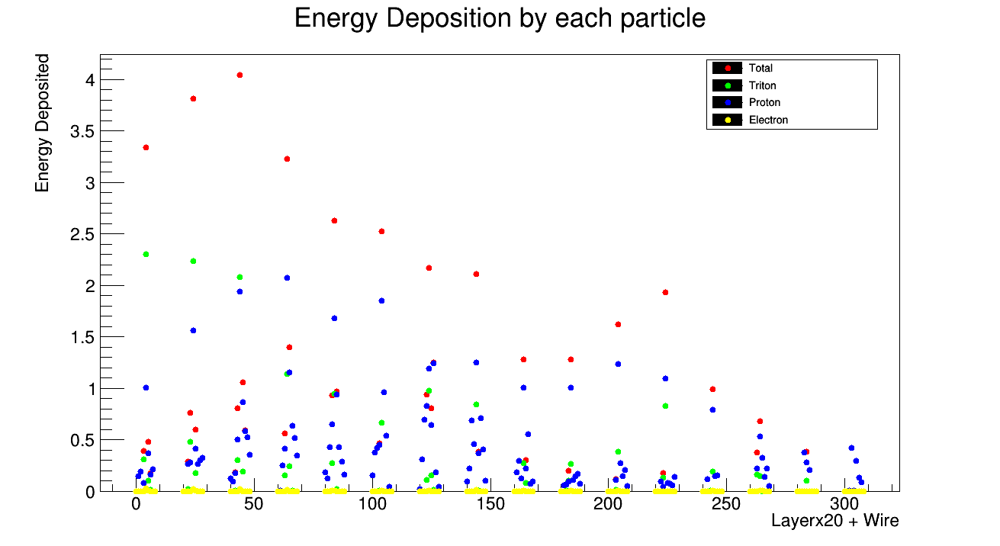 Energy Deposition by each particle
Energy Deposited
Total
Triton
Proton
Electron
4
3.5
3
2.5
2
1.5
1
0.5
0
0 50 100 150 200 250 300
Layerx20 + Wire